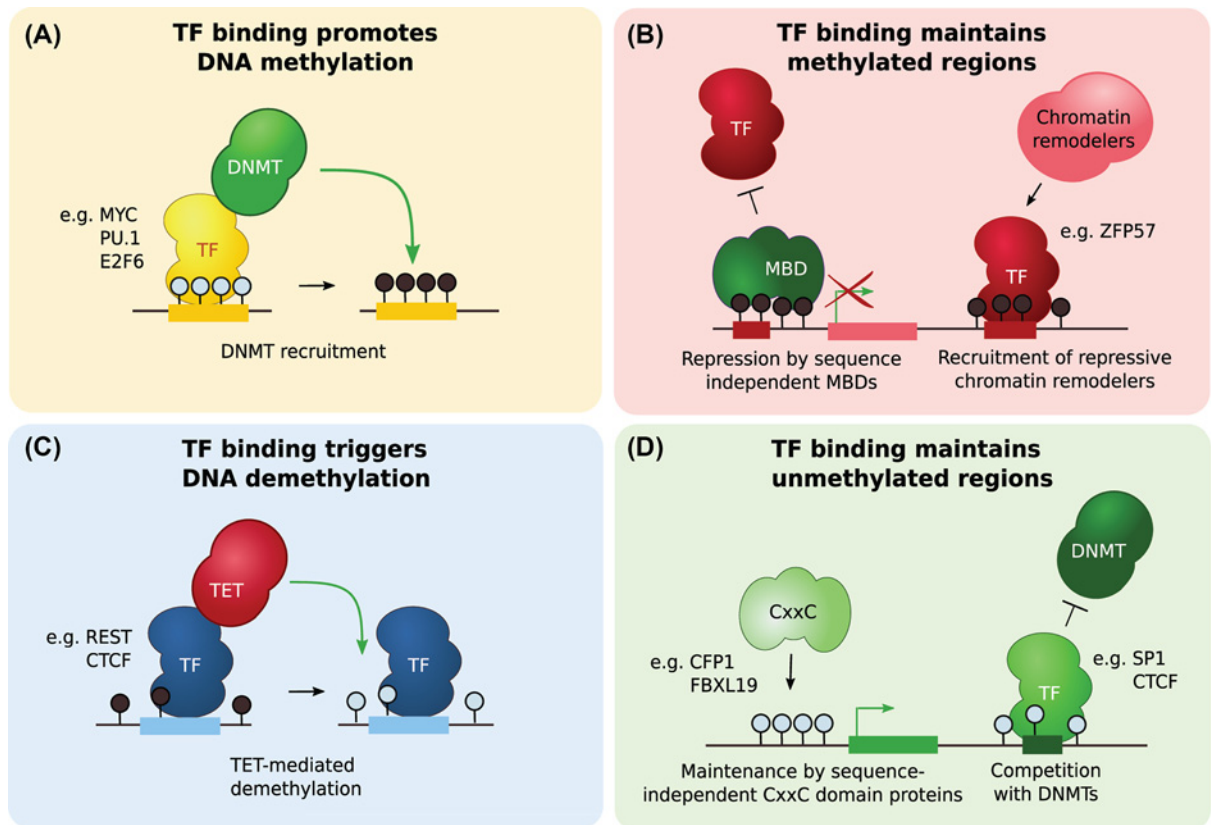 (A)
TF binding promotes
DNA methylation
DNMT
e.g. MYC
PU.1
E2F6
TF
DNMT recruitment
(B)
TF binding maintains
methylated regions
TF
Chromatin
remodelers
MBD
e.g. ZFP57
TF
Repression by sequence
independent MBDs
Recruitment of repressive
chromatin remodelers
(C)
TF binding triggers
DNA demethylation
TET
e.g. REST
CTCF
TF
TF
TET-mediated
demethylation
(D)
TF binding maintains
unmethylated regions
DNMT
CxxC
e.g. CFP1
FBXL19
TF
e.g. SP1
CTCF
Maintenance by sequence-
independent CxxC domain proteins
Competition
with DNMTs